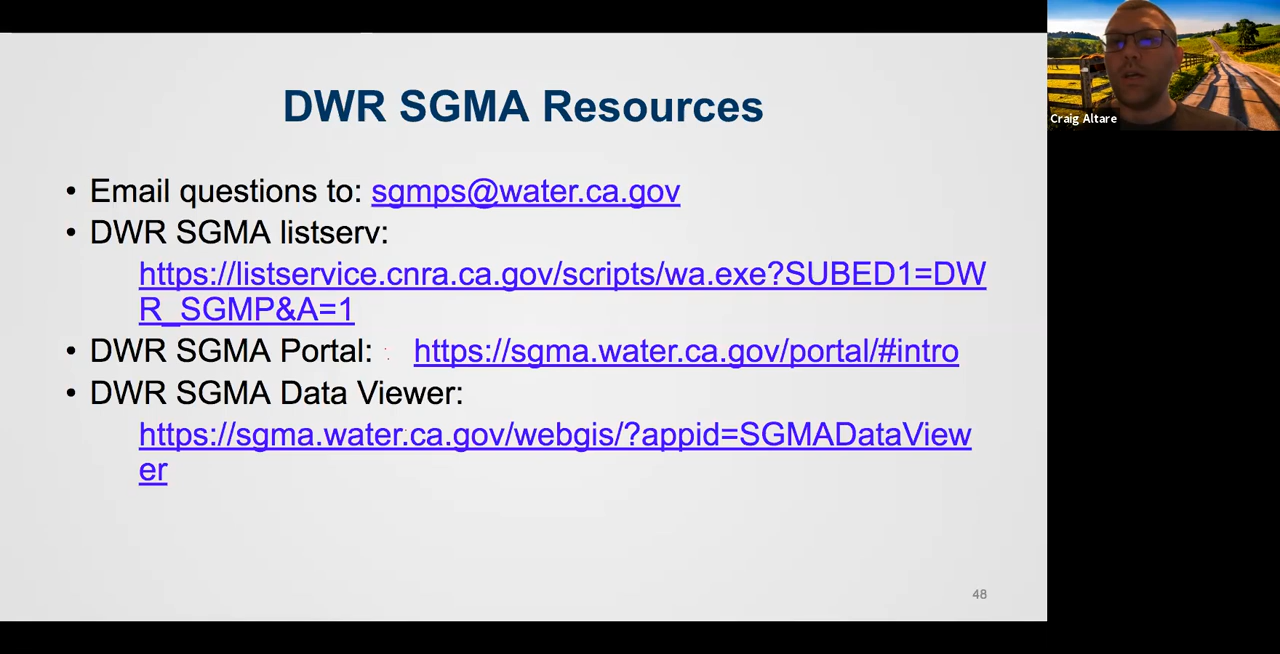 DWR SGMA Resources
• Email questions to: sgmps@water.ca.gov
• DWR SGMA listserv:
https://listservice.cnra.ca.gov/scripts/wa.exe?SUBED1=DW
R_SGMP&A=1
• DWR SGMA Portal: https://sgma.water.ca.gov/portal/#intro
• DWR SGMA Data Viewer:
https://sgma.water.ca.gov/webgis/?appid=SGMADataView
er
48
Craig Altare